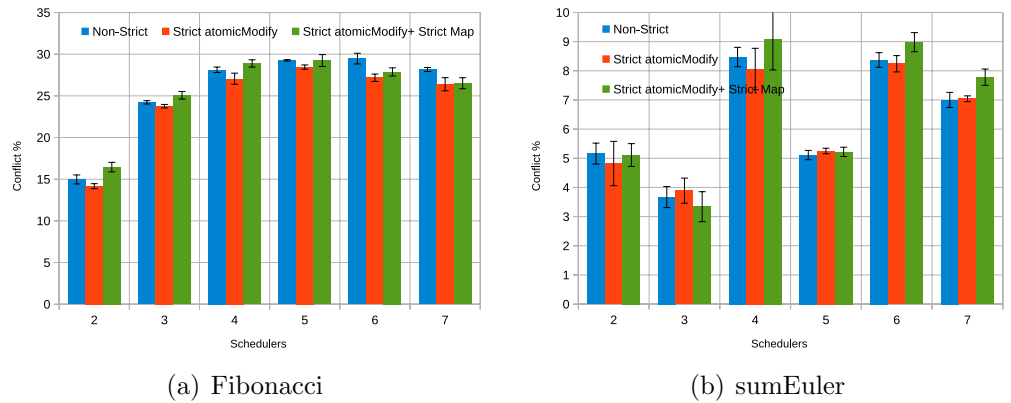 35
30
25
20
15
10
5
0
Conflict %
Non-Strict
Strict atomicModify
Strict atomicModify+ Strict Map
2 3 4 5 6 7
Schedulers
(a) Fibonacci
10
9
8
7
6
5
4
3
2
1
0
Conflict %
Non-Strict
Strict atomicModify
Strict atomicModify+ Strict Map
2 3 4 5 6 7
Schedulers
(b) sumEuler